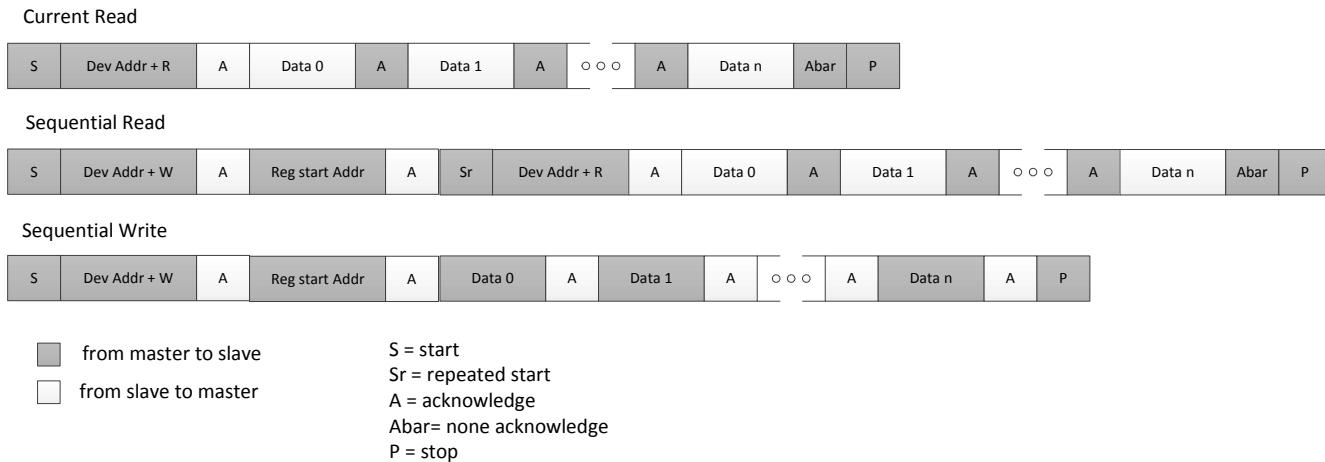 Current Read
S Dev Addr + R A Data 0 A Data 1 A ○ ○ ○ A Data n Abar P
Sequential Read
S Dev Addr + W A Reg start Addr A Sr Dev Addr + R A Data 0 A Data 1 A ○ ○ ○ A Data n Abar P
Sequential Write
S Dev Addr + W A Reg start Addr A Data 0 A Data 1 A ○ ○ ○ A Data n A P
from master to slave
from slave to master
S = start
Sr = repeated start
A = acknowledge
Abar= none acknowledge
P = stop